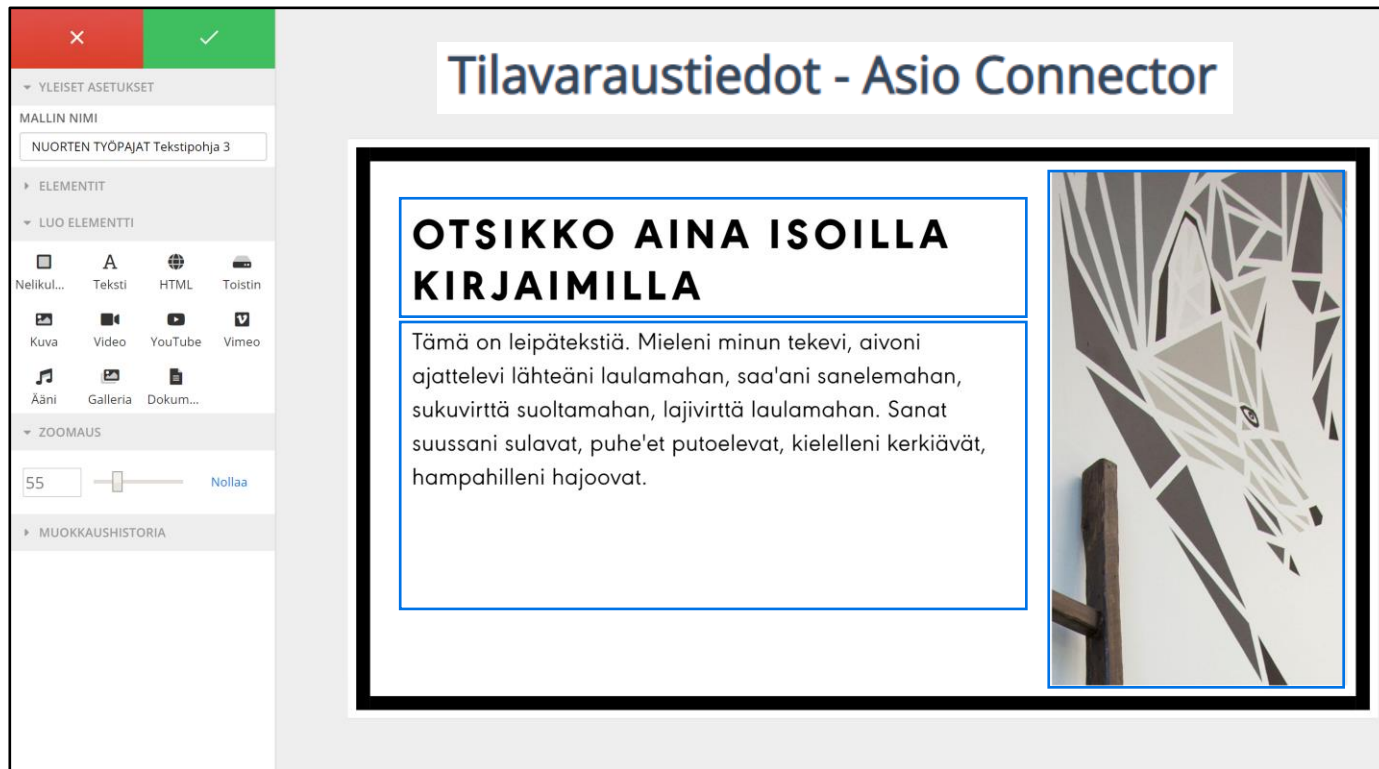 YLEISET ASETUKSET
MALLIN NIMI
NUORTEN TYÖPAJAT Tekstipohja 3
ELEMENTIT
LUO ELEMENTTI
Nelikul... Teksti HTML Toistin
Kuva Video YouTube Vimeo
Ääni Galleria Dokum...
ZOOMAUS
55 Nollaa
MUOKKAUSHISTORIA
Tilavaraustiedot - Asio Connector
OTSIKKO AINA ISOILLA
KIRJAIMILLA
Tämä on leipätekstiä. Mieleni minun tekevi, aivoni
ajattelevi lähteäni laulamahan, saa'ani sanelemahan,
sukuvirttä suoltamahan, lajivirttä laulamahan. Sanat
suussani sulavat, puhe'et putoelevat, kielelleni kerkiävät,
hampahilleni hajoovat.